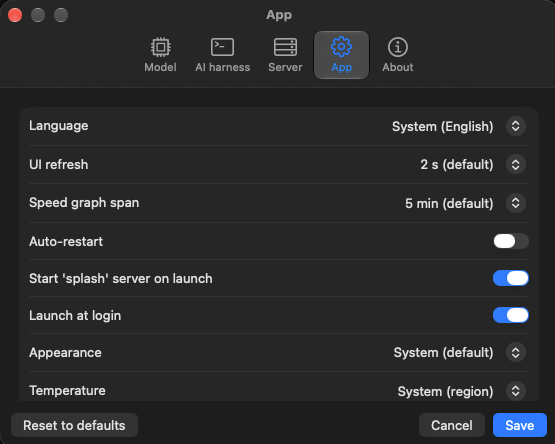 App
Model
AI harness
Server
App
About
Language System (English)
UI refresh 2 s (default)
Speed graph span 5 min (default)
Auto-restart
Start 'splash' server on launch
Launch at login
Appearance System (default)
Temperature System (region)
Reset to defaults Cancel Save